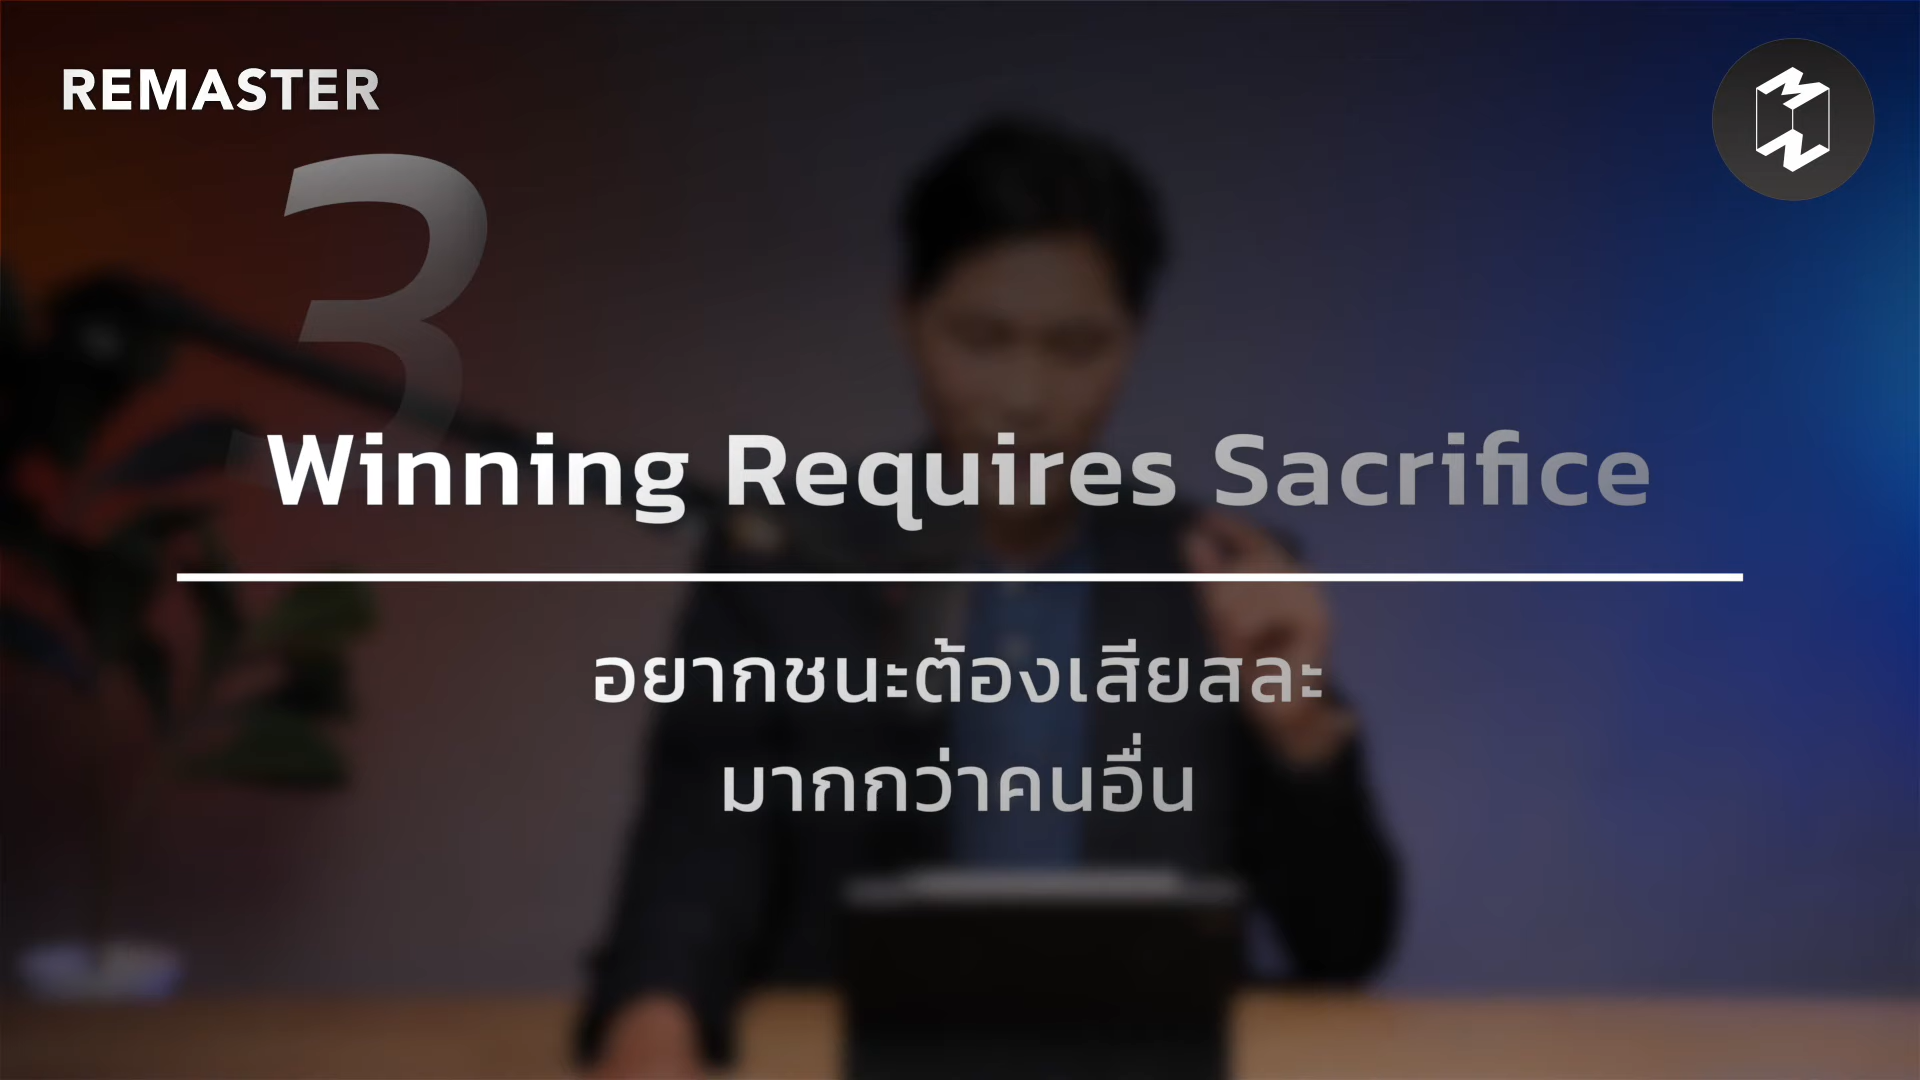 REMASTER
3
Winning Requires Sacrifice
อยากชนะต้องเสียสละ
มากกว่าคนอื่น